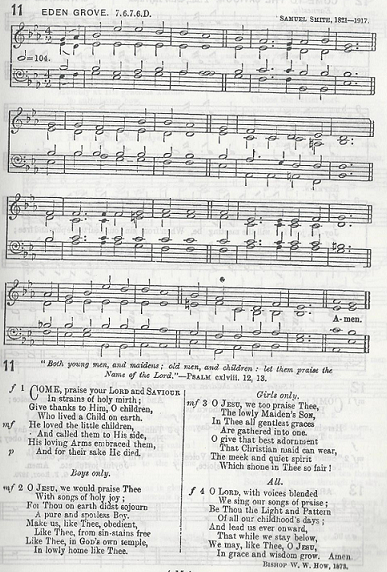 11 EDEN GROVE. 7.6.7.6.D. SAMUEL SMITH, 1821—1917.
𝅗𝅥=104.
A-men.
11
"Both young men, and maidens; old men, and children: let them praise the
Name of the Lord."—PSALM cxlviii. 12, 13.
f 1 COME, praise your LORD AND SAVIOUR
In strains of holy mirth;
Give thanks to Him, O children,
Who lived a Child on earth.
mf He loved the little children,
And called them to His side,
His loving Arms embraced them,
p And for their sake He died.
Boys only.
mf 2 O JESU, we would praise Thee
With songs of holy joy;
For Thou on earth didst sojourn
A pure and spotless Boy.
Make us, like Thee, obedient,
Like Thee, from sin-stains free
Like Thee, in God's own temple,
In lowly home like Thee.
Girls only.
mf 3 O JESU, we too praise Thee,
The lowly Maiden's SON,
In Thee all gentlest graces
Are gathered into one.
O give that best adornment
That Christian maid can wear,
The meek and quiet spirit
Which shone in Thee so fair!
All.
f 4 O LORD, with voices blended
We sing our songs of praise;
Be Thou the Light and Pattern
Of all our childhood's days;
And lead us ever onward,
That while we stay below,
We may, like Thee, O JESU,
In grace and wisdom grow. Amen
BISHOP W. W. HOW, 1873.